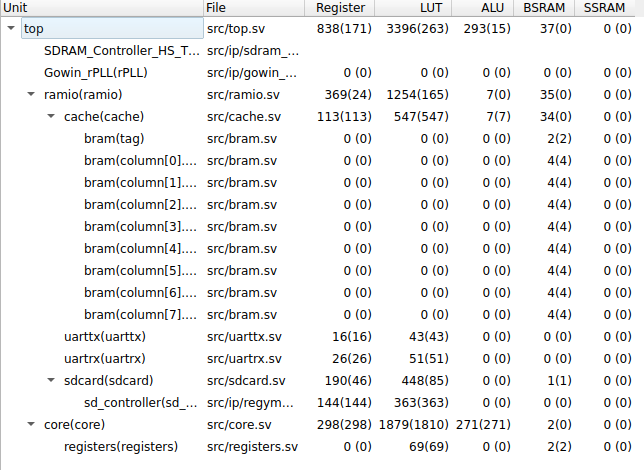 Unit File Register LUT ALU BSRAM SSRAM
top src/top.sv 838(171) 3396(263) 293(15) 37(0) 0 (0)
SDRAM_Controller_HS_T... src/ip/sdram_...
Gowin_rPLL(rPLL) src/ip/gowin_... 0 (0) 0 (0) 0 (0) 0 (0) 0 (0)
ramio(ramio) src/ramio.sv 369(24) 1254(165) 7(0) 35(0) 0 (0)
cache(cache) src/cache.sv 113(113) 547(547) 7(7) 34(0) 0 (0)
bram(tag) src/bram.sv 0 (0) 0 (0) 0 (0) 2(2) 0 (0)
bram(column[0].... src/bram.sv 0 (0) 0 (0) 0 (0) 4(4) 0 (0)
bram(column[1].... src/bram.sv 0 (0) 0 (0) 0 (0) 4(4) 0 (0)
bram(column[2].... src/bram.sv 0 (0) 0 (0) 0 (0) 4(4) 0 (0)
bram(column[3].... src/bram.sv 0 (0) 0 (0) 0 (0) 4(4) 0 (0)
bram(column[4].... src/bram.sv 0 (0) 0 (0) 0 (0) 4(4) 0 (0)
bram(column[5].... src/bram.sv 0 (0) 0 (0) 0 (0) 4(4) 0 (0)
bram(column[6].... src/bram.sv 0 (0) 0 (0) 0 (0) 4(4) 0 (0)
bram(column[7].... src/bram.sv 0 (0) 0 (0) 0 (0) 4(4) 0 (0)
uarttx(uarttx) src/uarttx.sv 16(16) 43(43) 0 (0) 0 (0) 0 (0)
uartrx(uartrx) src/uartrx.sv 26(26) 51(51) 0 (0) 0 (0) 0 (0)
sdcard(sdcard) src/sdcard.sv 190(46) 448(85) 0 (0) 1(1) 0 (0)
sd_controller(sd_... src/ip/regym... 144(144) 363(363) 0 (0) 0 (0) 0 (0)
core(core) src/core.sv 298(298) 1879(1810) 271(271) 2(0) 0 (0)
registers(registers) src/registers.sv 0 (0) 69(69) 0 (0) 2(2) 0 (0)